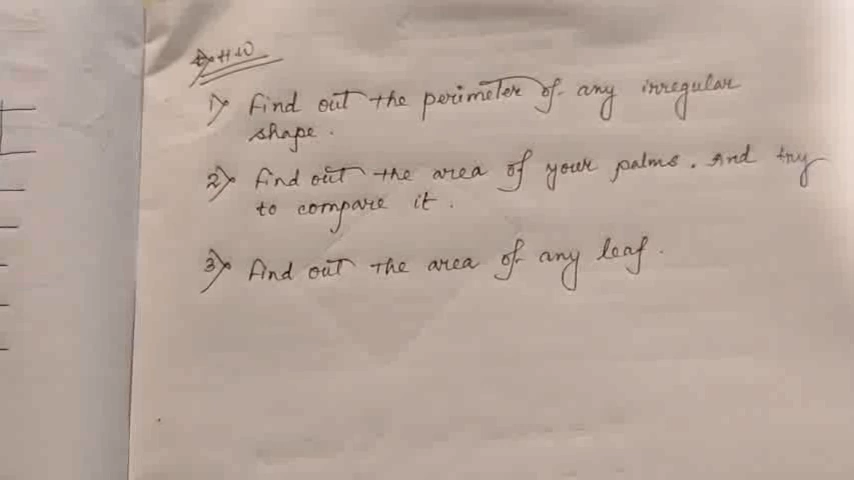 H.W
1) Find out the perimeter of any irregular
shape.
2) Find out the area of your palms. And try
to compare it.
3) Find out the area of any leaf.